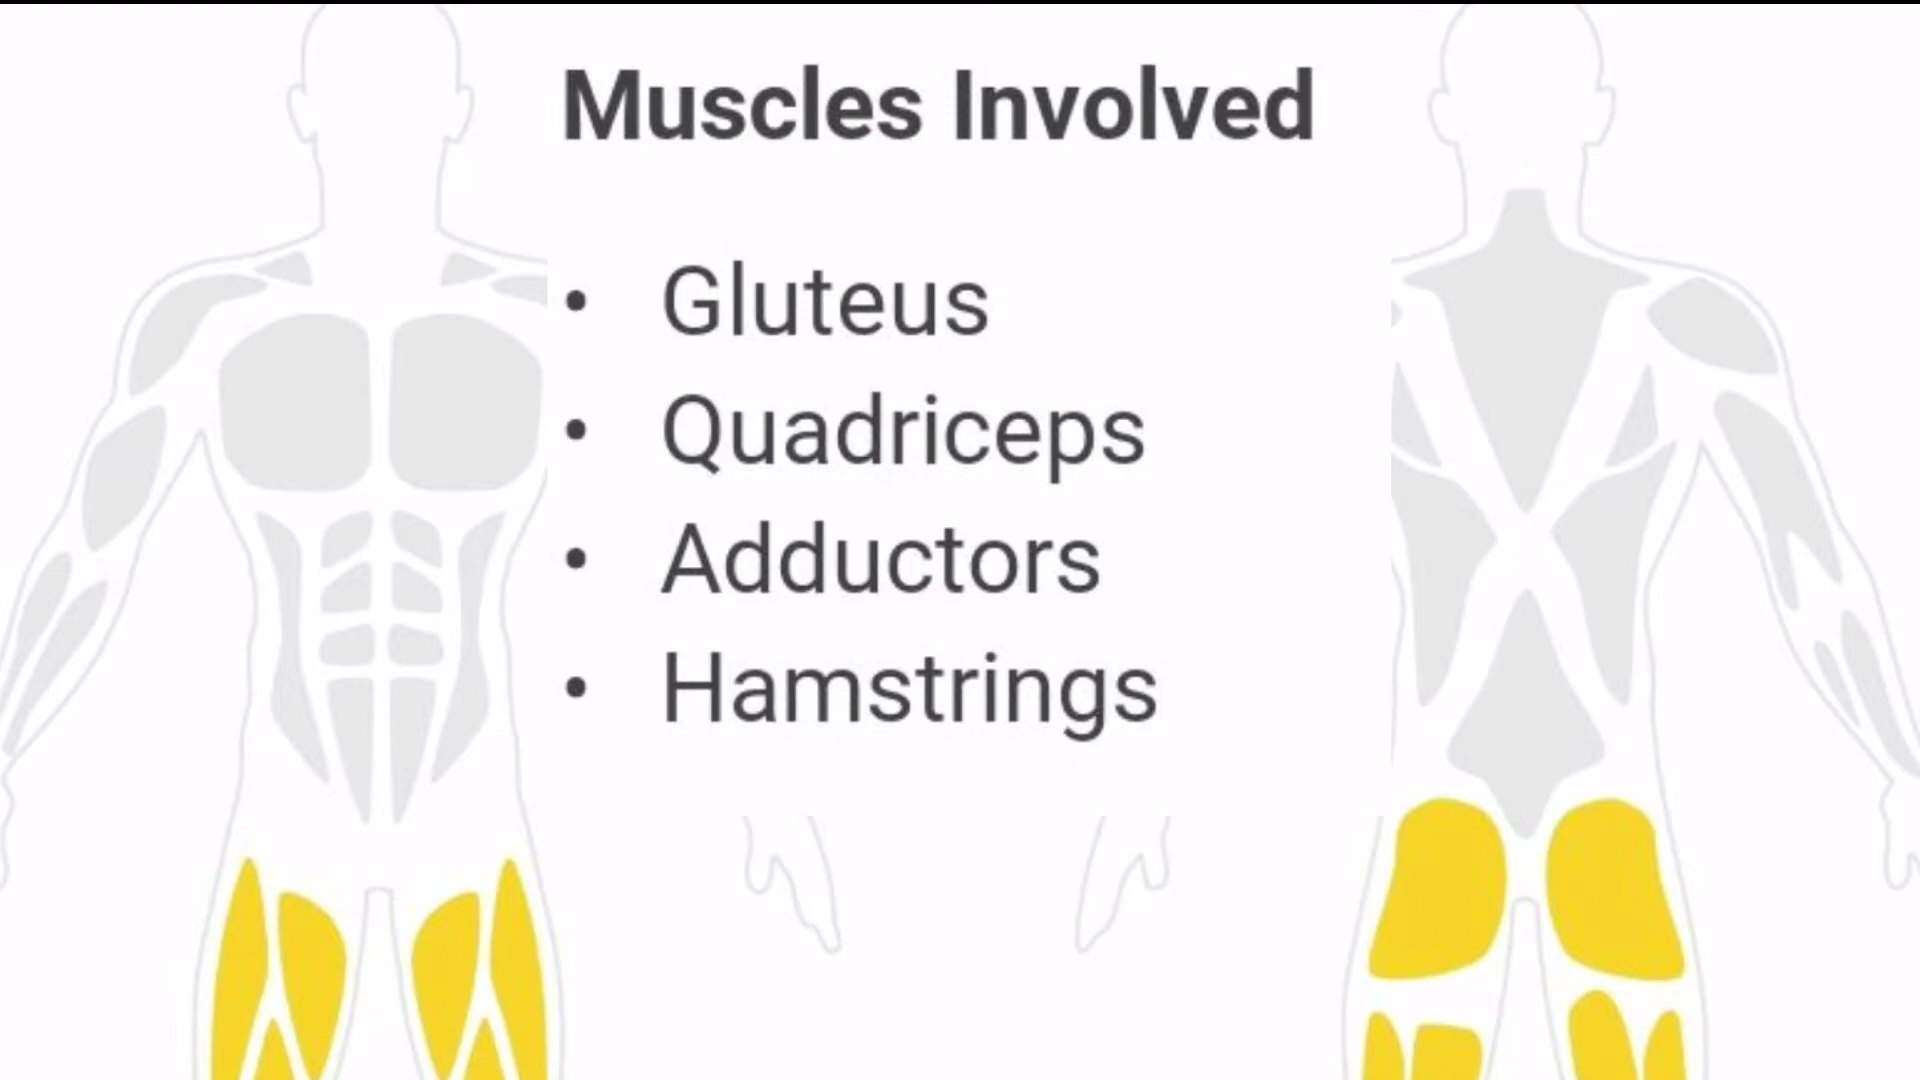 Muscles Involved
• Gluteus
• Quadriceps
• Adductors
• Hamstrings